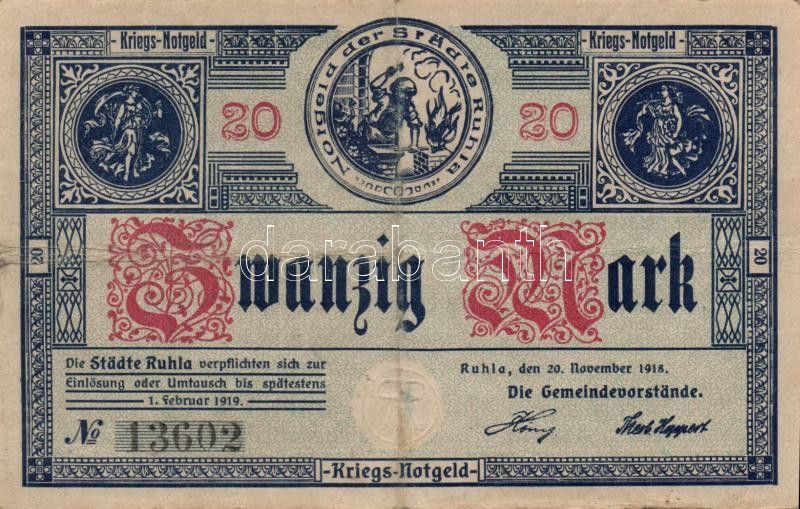 -Kriegs-Notgeld-
-Kriegs-Notgeld-
Notgeld der Städte Ruhla
20
20
darabanth
Zwanzig Mark
20
20
Die Städte Ruhla verpflichten sich zur
Einlösung oder Umtausch bis spätestens
1. Februar 1919.
№ 13602
Ruhla, den 20. November 1918.
Die Gemeindevorstände.
-Kriegs-Notgeld-